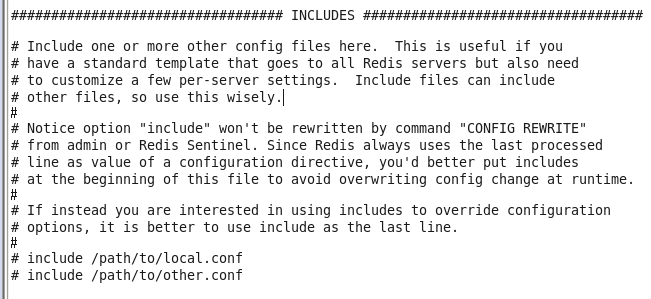 ################################ INCLUDES ###################################

# Include one or more other config files here.  This is useful if you
# have a standard template that goes to all Redis servers but also need
# to customize a few per-server settings.  Include files can include
# other files, so use this wisely.
#
# Notice option "include" won't be rewritten by command "CONFIG REWRITE"
# from admin or Redis Sentinel. Since Redis always uses the last processed
# line as value of a configuration directive, you'd better put includes
# at the beginning of this file to avoid overwriting config change at runtime.
#
# If instead you are interested in using includes to override configuration
# options, it is better to use include as the last line.
#
# include /path/to/local.conf
# include /path/to/other.conf